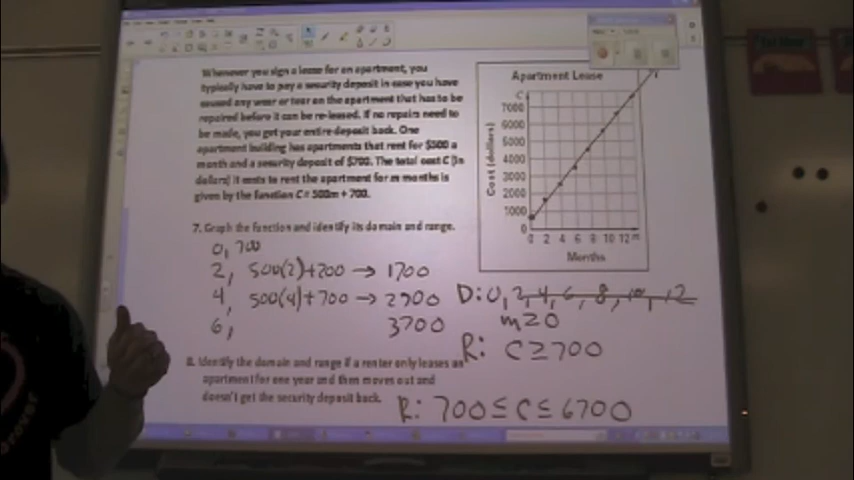 Whenever you sign a lease for an apartment, you
typically have to pay a security deposit in case you have
caused any wear or tear on the apartment that has to be
repaired before it can be re-leased. If no repairs need to
be made, you get your entire deposit back. One
apartment building has apartments that rent for $500 a
month and a security deposit of $700. The total cost C (in
dollars) it costs to rent the apartment for m months is
given by the function C = 500m + 700.
Apartment Lease
C
7000
6000
5000
4000
3000
2000
1000
0
Cost (dollars)
0 2 4 6 8 10 12 m
Months
7. Graph the function and identify its domain and range.
0, 700
2, 500(2)+700 → 1700
4, 500(4)+700 → 2700
6, 3700
D: 0, 2, 4, 6, 8, 10, 12
m≥0
R: C≥700
8. Identify the domain and range if a renter only leases an
apartment for one year and then moves out and
doesn't get the security deposit back.
R: 700≤C≤6700